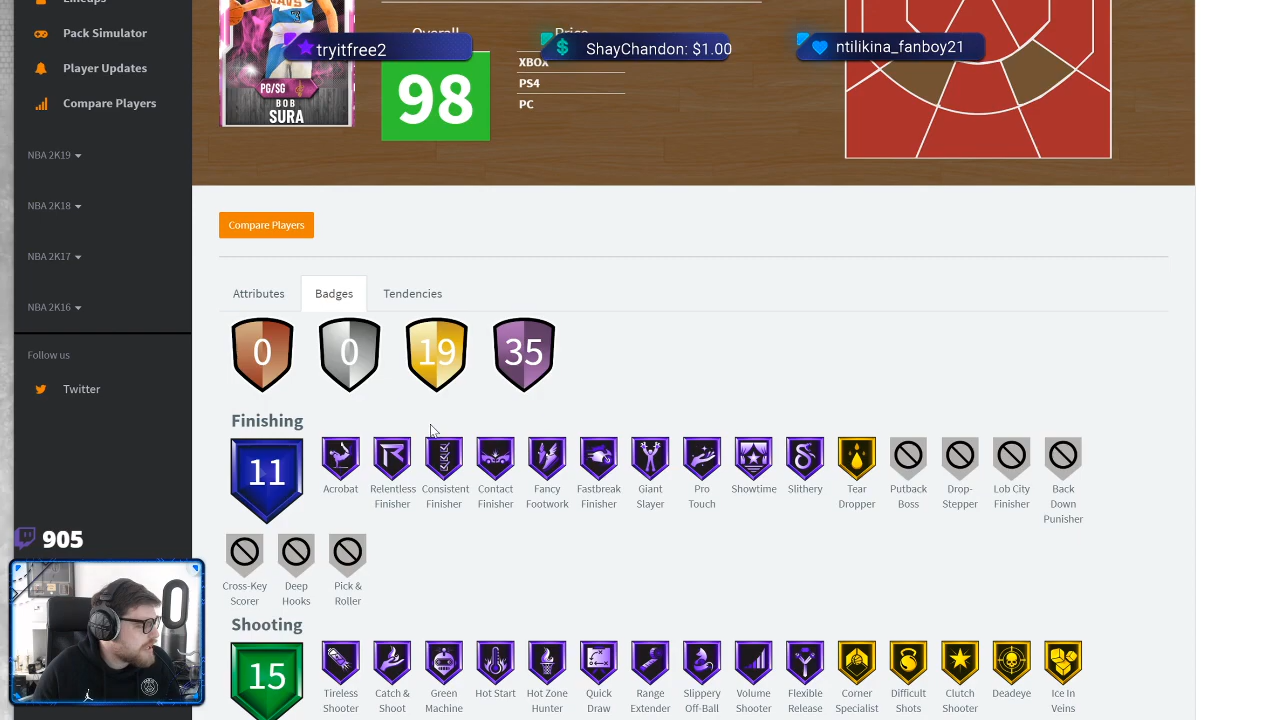 Lineups
Pack Simulator
Player Updates
Compare Players
NBA 2K19
NBA 2K18
NBA 2K17
NBA 2K16
Follow us
Twitter
905
PG/SG
BOB
SURA
Overall
98
Price
XBOX
PS4
PC
tryitfree2
ShayChandon: $1.00
ntilikina_fanboy21
Compare Players
Attributes
Badges
Tendencies
0
0
19
35
Finishing
11
Acrobat
Relentless Finisher
Consistent Finisher
Contact Finisher
Fancy Footwork
Fastbreak Finisher
Giant Slayer
Pro Touch
Showtime
Slithery
Tear Dropper
Putback Boss
Drop-Stepper
Lob City Finisher
Back Down Punisher
Cross-Key Scorer
Deep Hooks
Pick & Roller
Shooting
15
Tireless Shooter
Catch & Shoot
Green Machine
Hot Start
Hot Zone Hunter
Quick Draw
Range Extender
Slippery Off-Ball
Volume Shooter
Flexible Release
Corner Specialist
Difficult Shots
Clutch Shooter
Deadeye
Ice In Veins